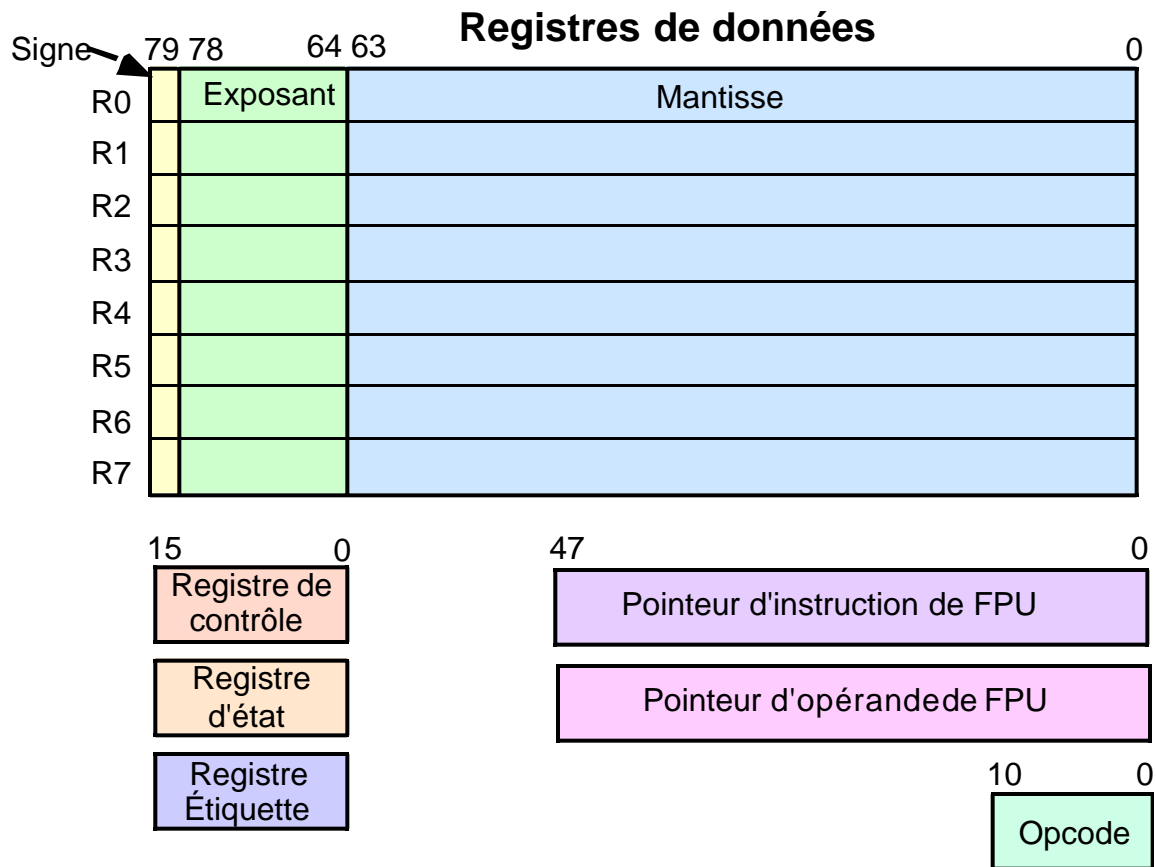 Registres de données
Signe 79 78 64 63 0
R0 Exposant Mantisse
R1
R2
R3
R4
R5
R6
R7
15 0 47 0
Registre de
contrôle
Pointeur d'instruction de FPU
Registre
d'état
Pointeur d'opérandede FPU
Registre
Étiquette
10 0
Opcode